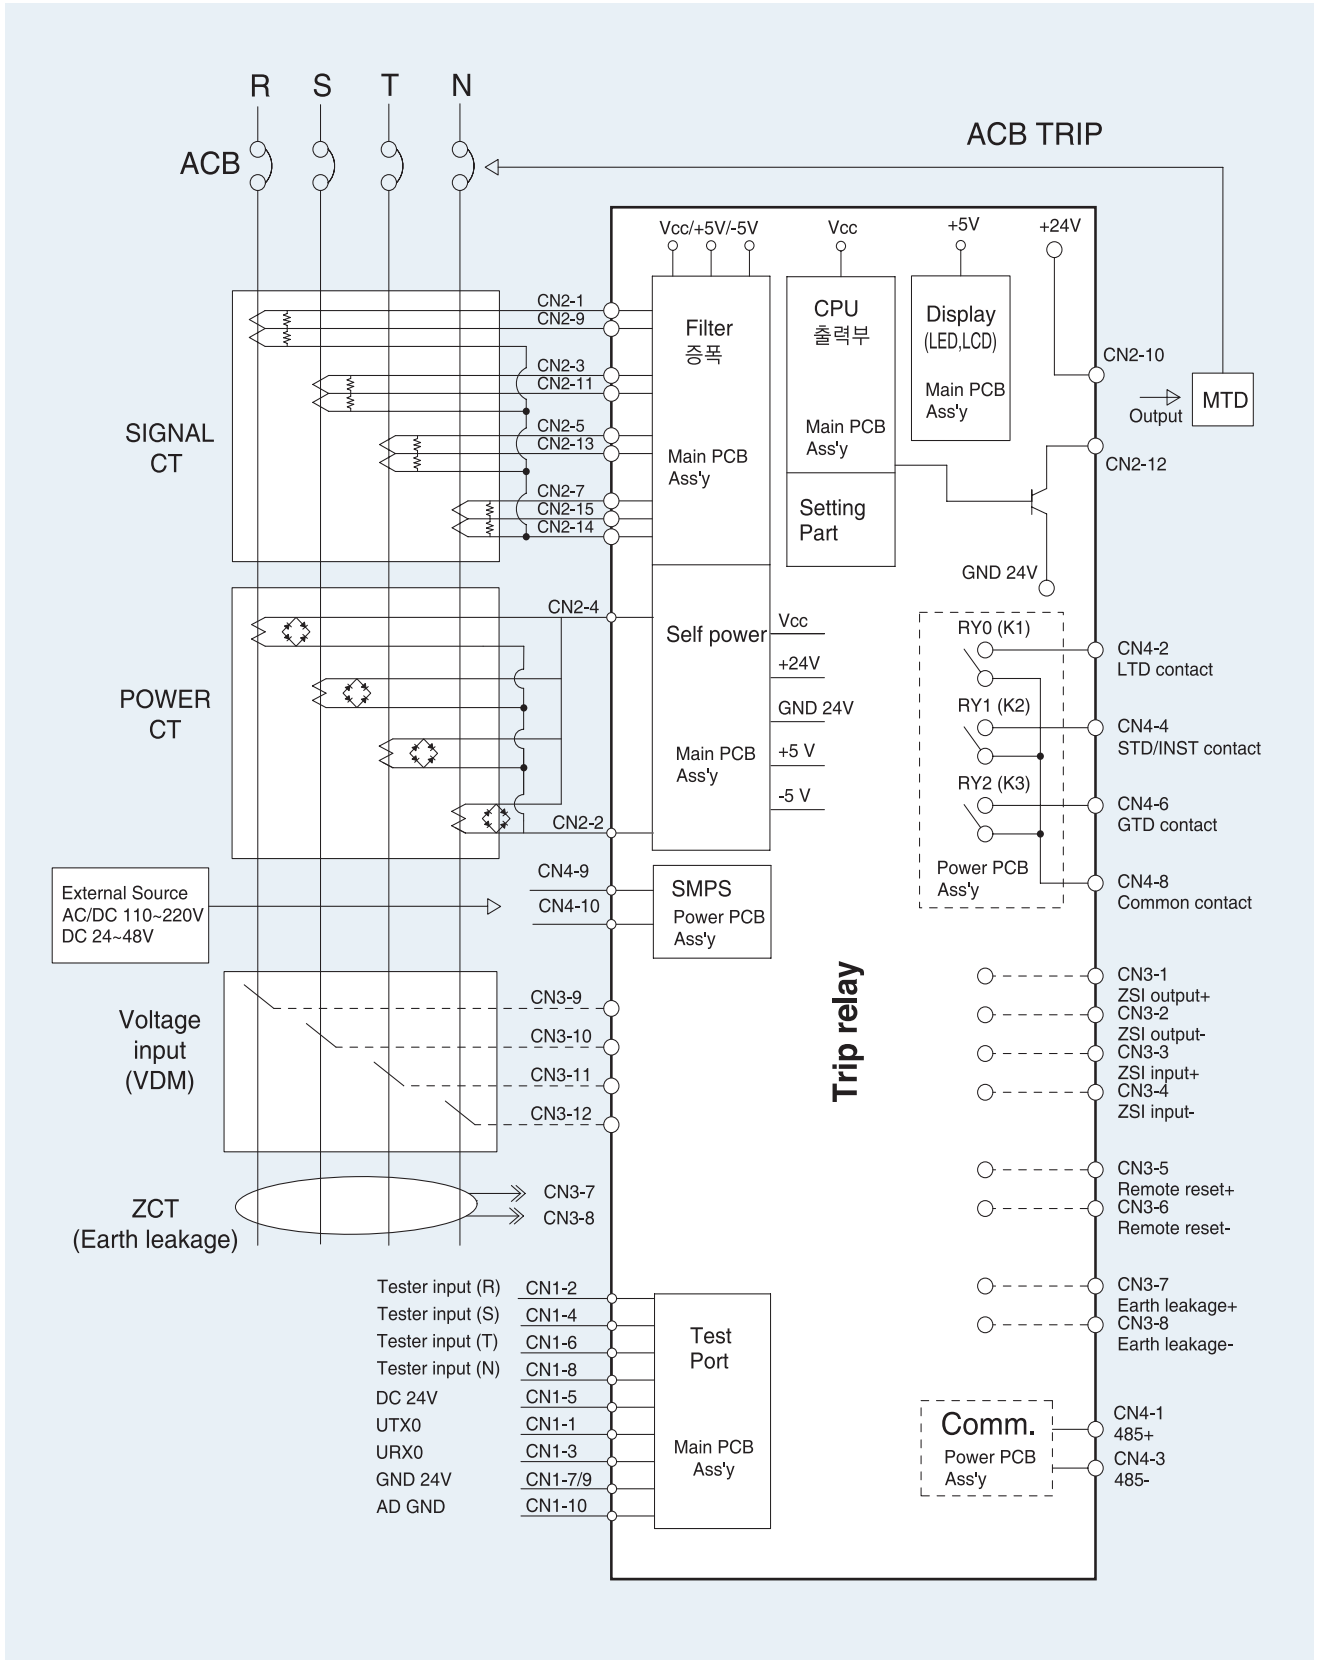 R S T N
ACB
ACB TRIP
Vcc/+5V/-5V
Vcc
+5V
+24V
CN2-1
CN2-9
CN2-3
CN2-11
CN2-5
CN2-13
CN2-7
CN2-15
CN2-14
SIGNAL
CT
Filter
증폭
Main PCB
Ass'y
CPU
출력부
Main PCB
Ass'y
Setting
Part
Display
(LED,LCD)
Main PCB
Ass'y
CN2-10
Output
MTD
CN2-12
GND 24V
POWER
CT
CN2-4
CN2-2
Self power
Main PCB
Ass'y
Vcc
+24V
GND 24V
+5 V
-5 V
RY0 (K1)
RY1 (K2)
RY2 (K3)
Power PCB
Ass'y
CN4-2
LTD contact
CN4-4
STD/INST contact
CN4-6
GTD contact
CN4-8
Common contact
External Source
AC/DC 110~220V
DC 24~48V
CN4-9
CN4-10
SMPS
Power PCB
Ass'y
Trip relay
Voltage
input
(VDM)
CN3-9
CN3-10
CN3-11
CN3-12
CN3-1
ZSI output+
CN3-2
ZSI output-
CN3-3
ZSI input+
CN3-4
ZSI input-
ZCT
(Earth leakage)
CN3-7
CN3-8
CN3-5
Remote reset+
CN3-6
Remote reset-
CN3-7
Earth leakage+
CN3-8
Earth leakage-
Tester input (R) CN1-2
Tester input (S) CN1-4
Tester input (T) CN1-6
Tester input (N) CN1-8
DC 24V CN1-5
UTX0 CN1-1
URX0 CN1-3
GND 24V CN1-7/9
AD GND CN1-10
Test
Port
Main PCB
Ass'y
Comm.
Power PCB
Ass'y
CN4-1
485+
CN4-3
485-